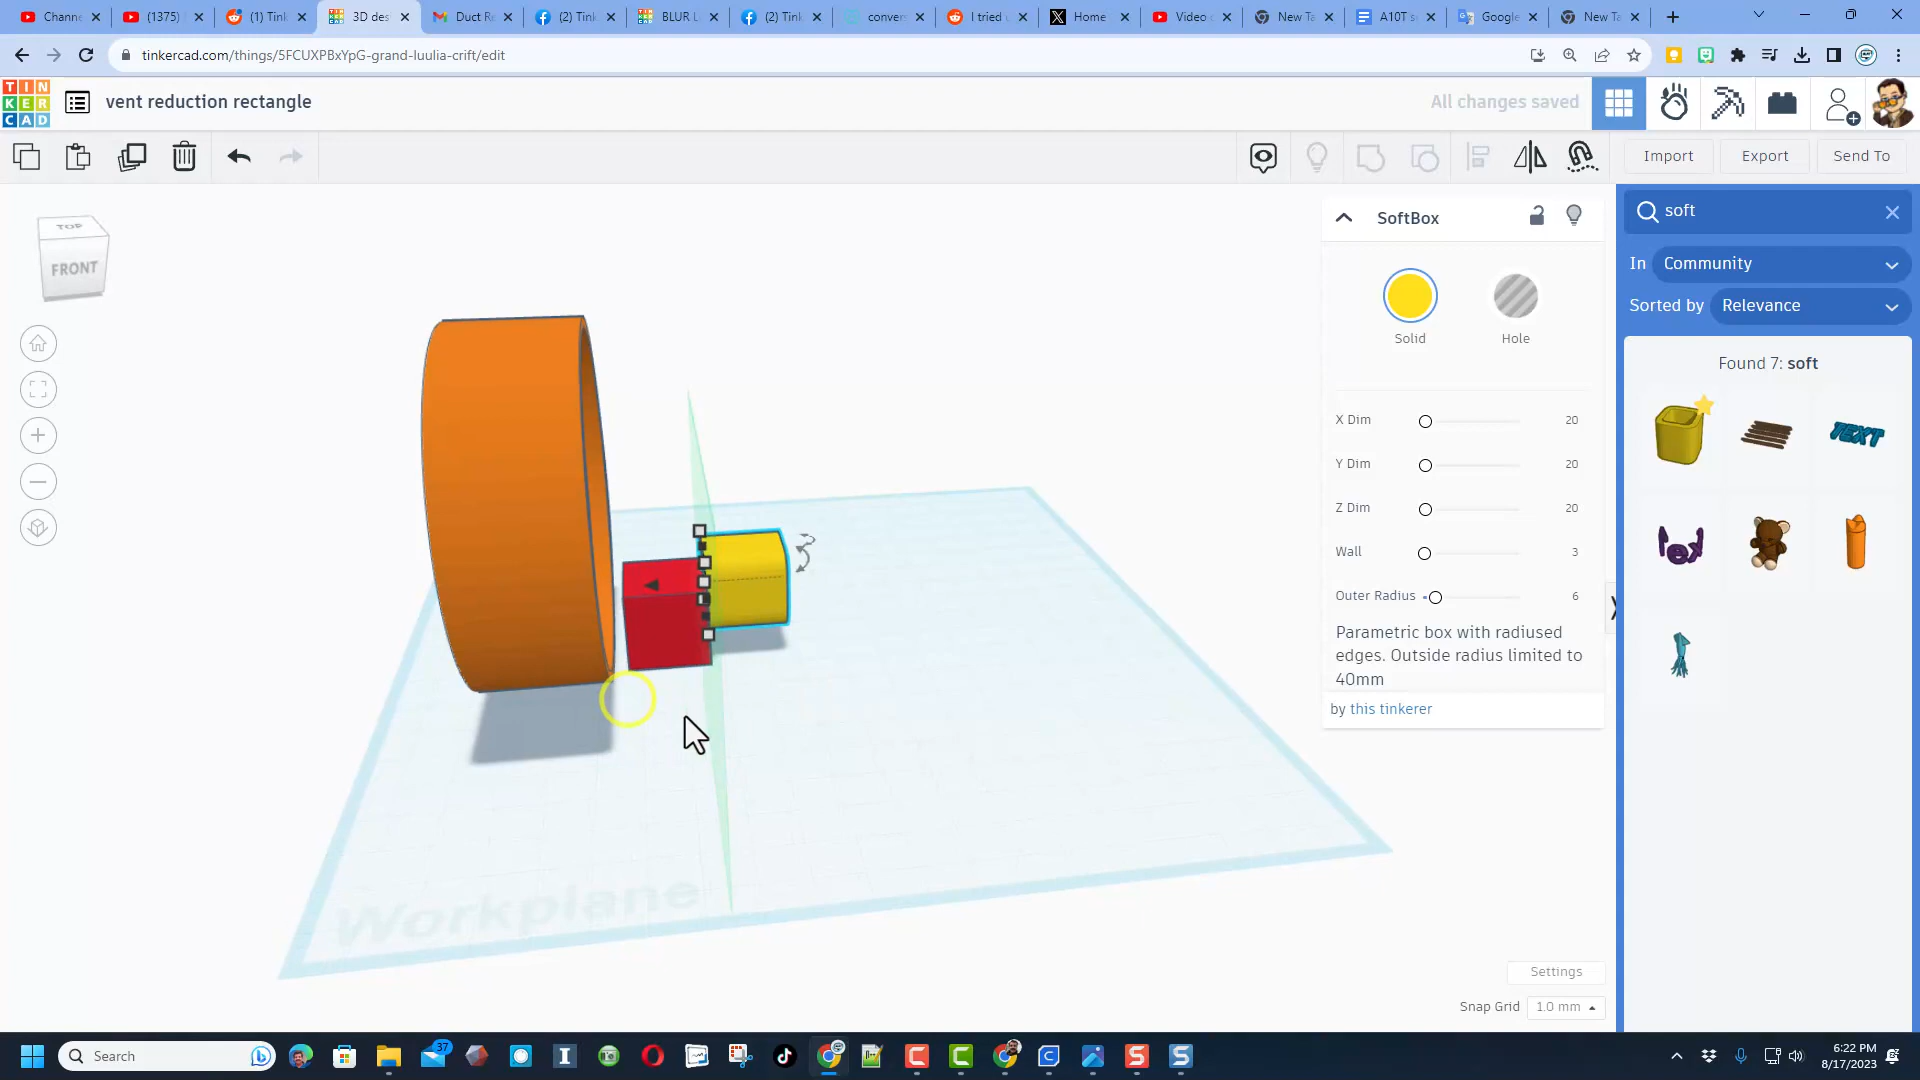 Channe
(1375)
(1) Tink
3D des
Duct Re
(2) Tink
BLUR L
(2) Tink
conver
I tried u
Home
Video c
New Ta
A10T s
Google
New Ta
tinkercad.com/things/5FCUXPBxYpG-grand-luulia-crift/edit
TIN
KER
CAD
vent reduction rectangle
All changes saved
Import
Export
Send To
TOP
FRONT
SoftBox
Solid
Hole
X Dim 20
Y Dim 20
Z Dim 20
Wall 3
Outer Radius 6
Parametric box with radiused
edges. Outside radius limited to
40mm
by this tinkerer
soft
In Community
Sorted by Relevance
Found 7: soft
TEXT
Workplane
Settings
Snap Grid 1.0 mm
Search
37
6:22 PM
8/17/2023